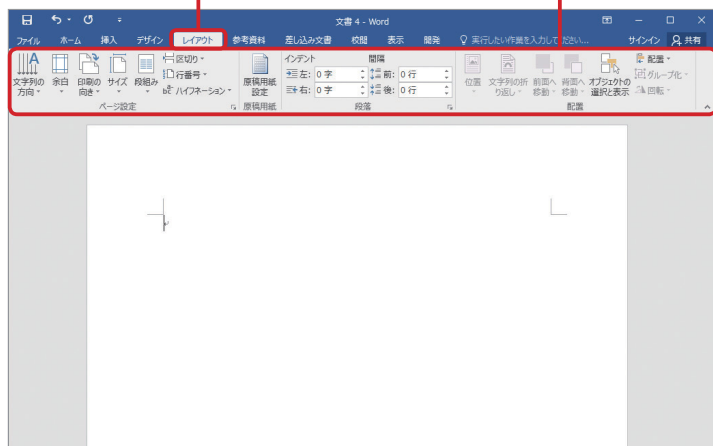 文書 4 - Word
ファイル ホーム 挿入 デザイン レイアウト 参考資料 差し込み文書 校閲 表示 開発 実行したい作業を入力してください... サインイン 共有
文字列の方向 余白 印刷の向き サイズ 段組み
区切り
行番号
ハイフネーション
ページ設定
原稿用紙設定
原稿用紙
インデント 間隔
左: 0 字 前: 0 行
右: 0 字 後: 0 行
段落
位置 文字列の折り返し 前面へ移動 背面へ移動 オブジェクトの選択と表示
配置
グループ化
回転
配置